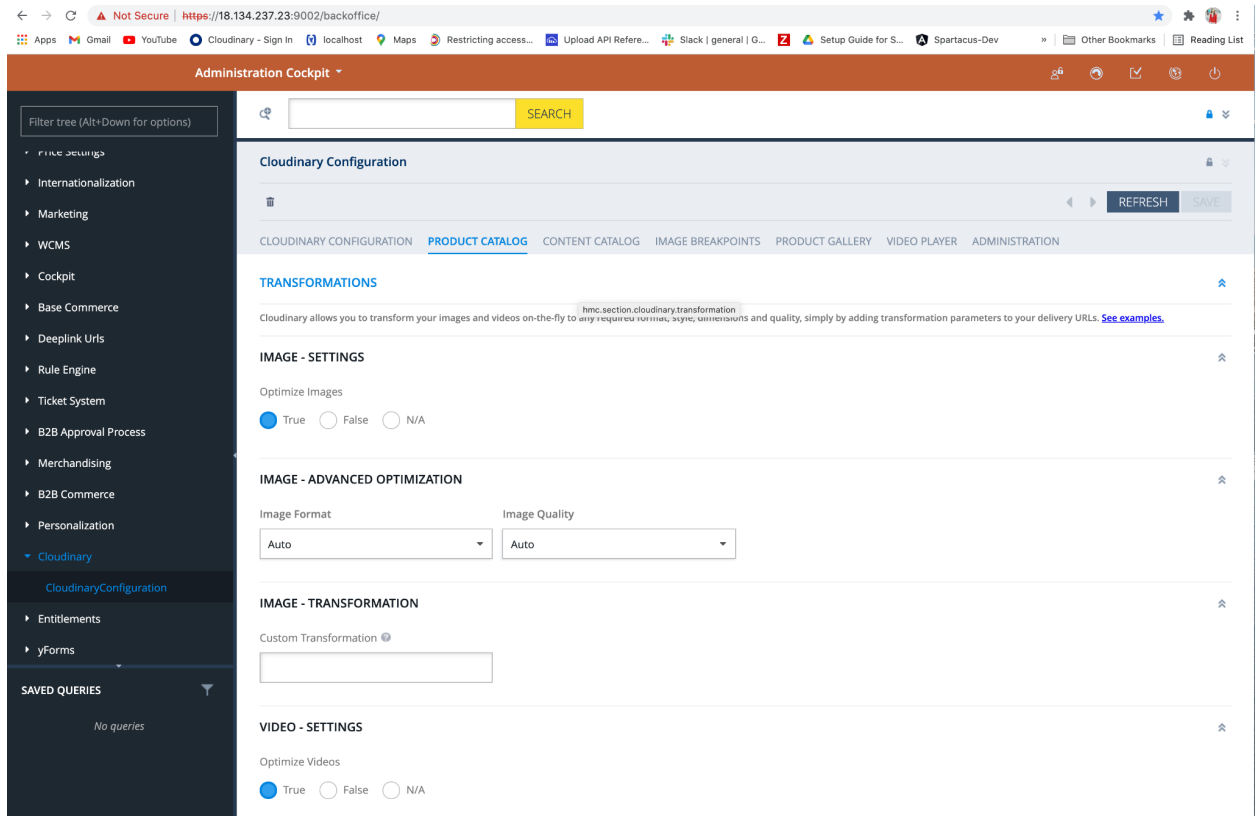 Not Secure | https://18.134.237.23:9002/backoffice/
Apps Gmail YouTube Cloudinary - Sign In localhost Maps Restricting access... Upload API Refere... Slack | general | G... Z Setup Guide for S... Spartacus-Dev » Other Bookmarks Reading List
Administration Cockpit
Filter tree (Alt+Down for options)
SEARCH
Price Settings
Internationalization
Marketing
WCMS
Cockpit
Base Commerce
Deeplink Urls
Rule Engine
Ticket System
B2B Approval Process
Merchandising
B2B Commerce
Personalization
Cloudinary
CloudinaryConfiguration
Entitlements
yForms
SAVED QUERIES
No queries
Cloudinary Configuration
REFRESH SAVE
CLOUDINARY CONFIGURATION PRODUCT CATALOG CONTENT CATALOG IMAGE BREAKPOINTS PRODUCT GALLERY VIDEO PLAYER ADMINISTRATION
TRANSFORMATIONS
hmc.section.cloudinary.transformation
Cloudinary allows you to transform your images and videos on-the-fly to any required format, style, dimensions and quality, simply by adding transformation parameters to your delivery URLs. See examples.
IMAGE - SETTINGS
Optimize Images
True False N/A
IMAGE - ADVANCED OPTIMIZATION
Image Format Image Quality
Auto Auto
IMAGE - TRANSFORMATION
Custom Transformation
VIDEO - SETTINGS
Optimize Videos
True False N/A